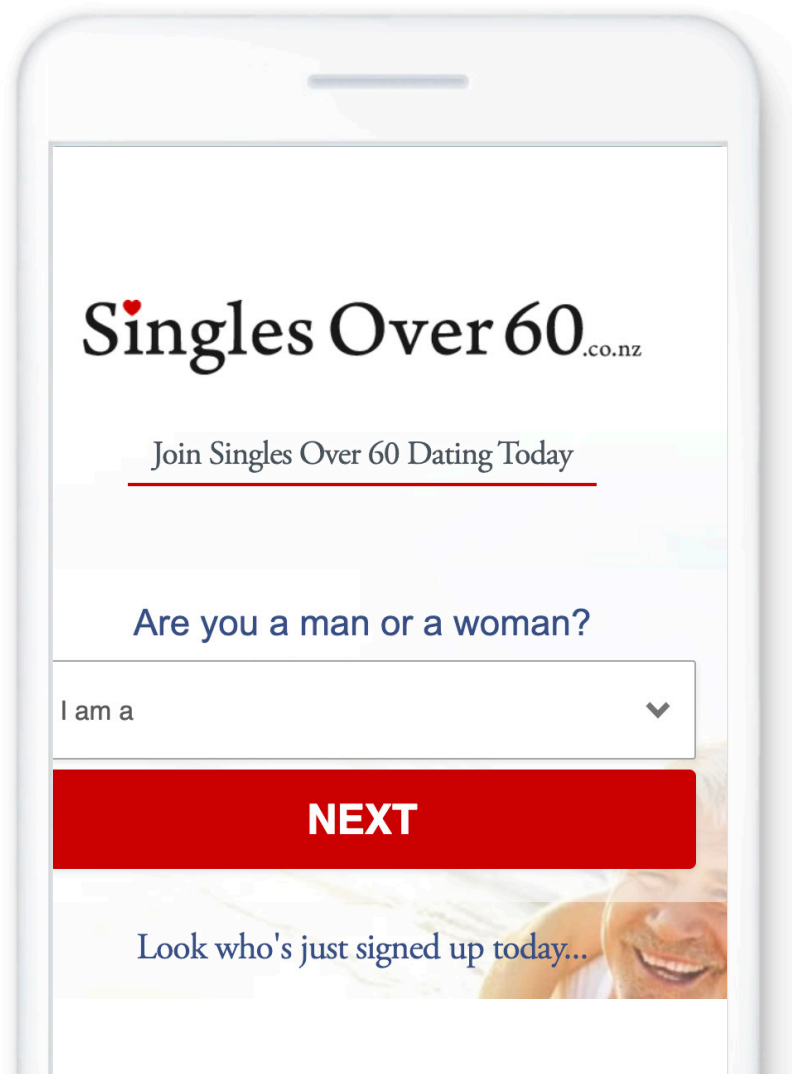 Singles Over 60.co.nz
Join Singles Over 60 Dating Today
Are you a man or a woman?
I am a
NEXT
Look who's just signed up today...